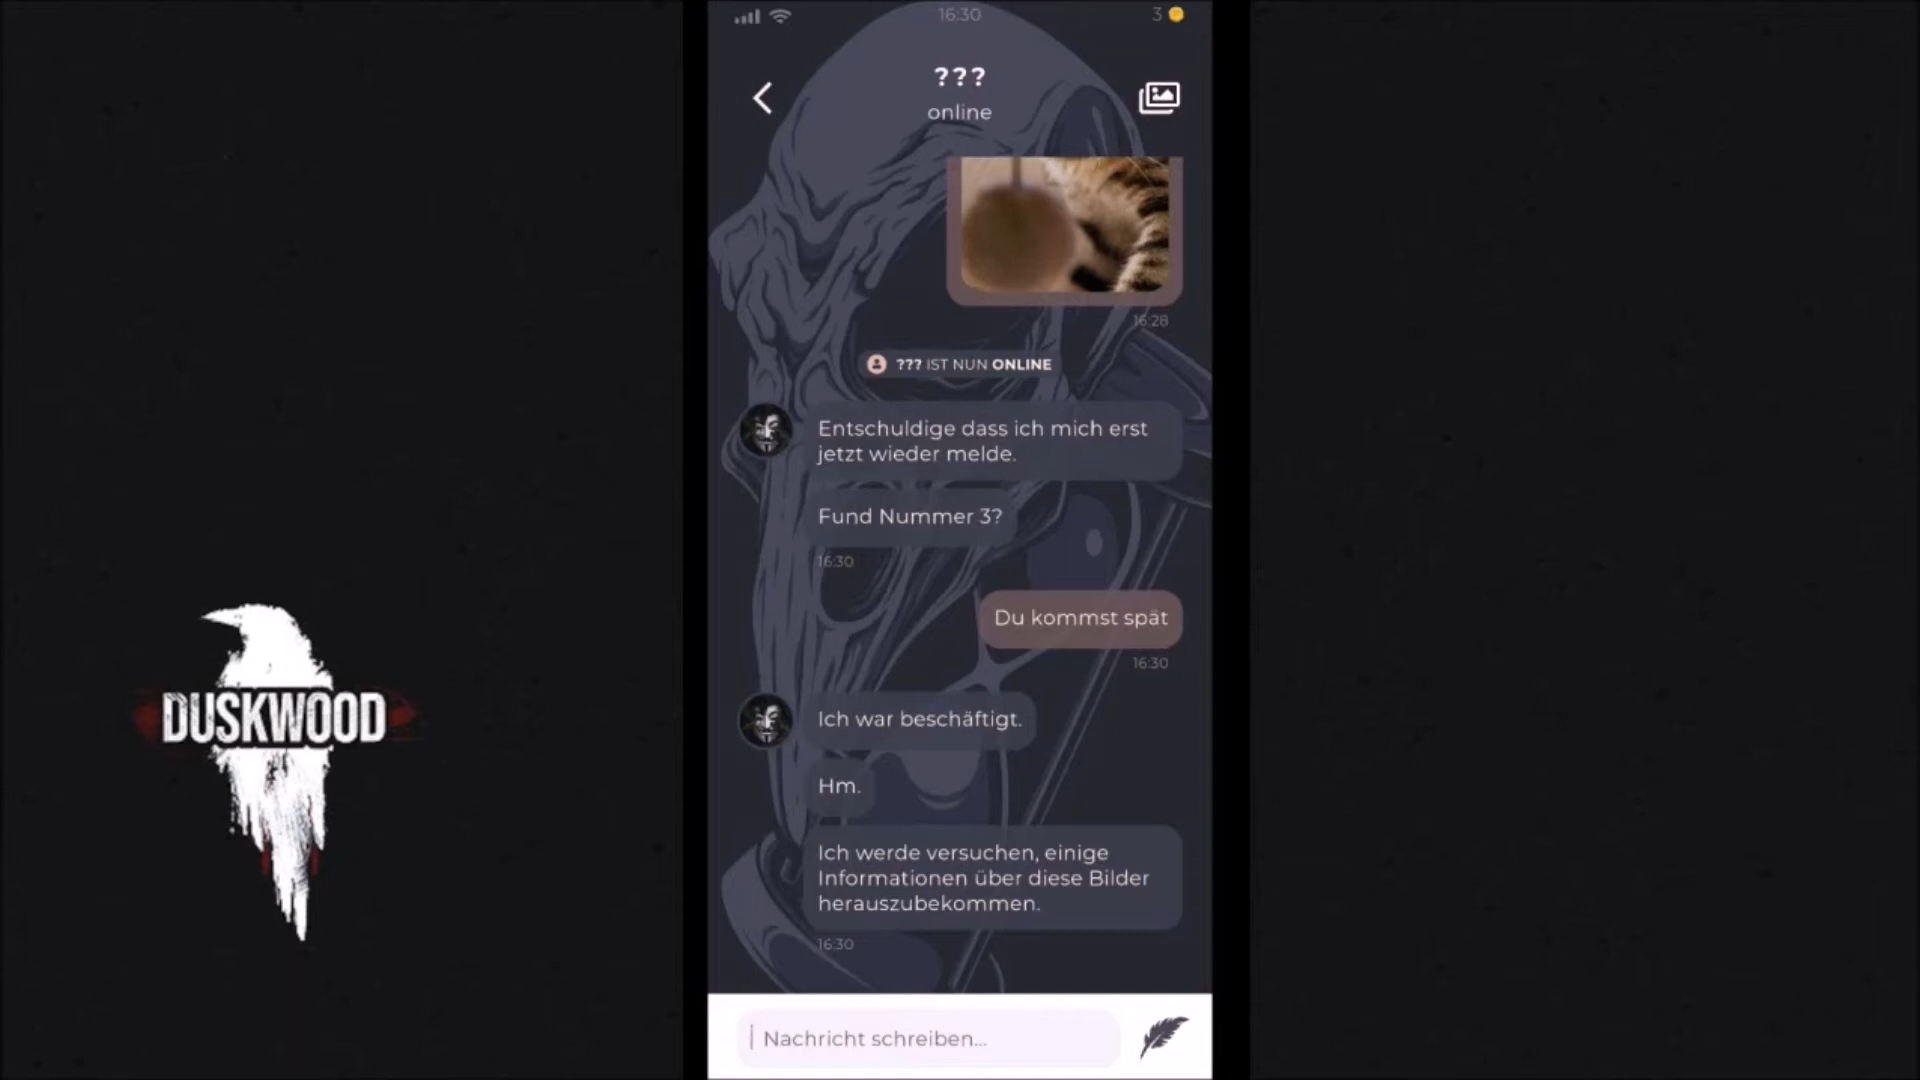 16:30
3
???
online
16:28
??? IST NUN ONLINE
Entschuldige dass ich mich erst
jetzt wieder melde.
Fund Nummer 3?
16:30
Du kommst spät
16:30
Ich war beschäftigt.
Hm.
Ich werde versuchen, einige
Informationen über diese Bilder
herauszubekommen.
16:30
Nachricht schreiben...
DUSKWOOD